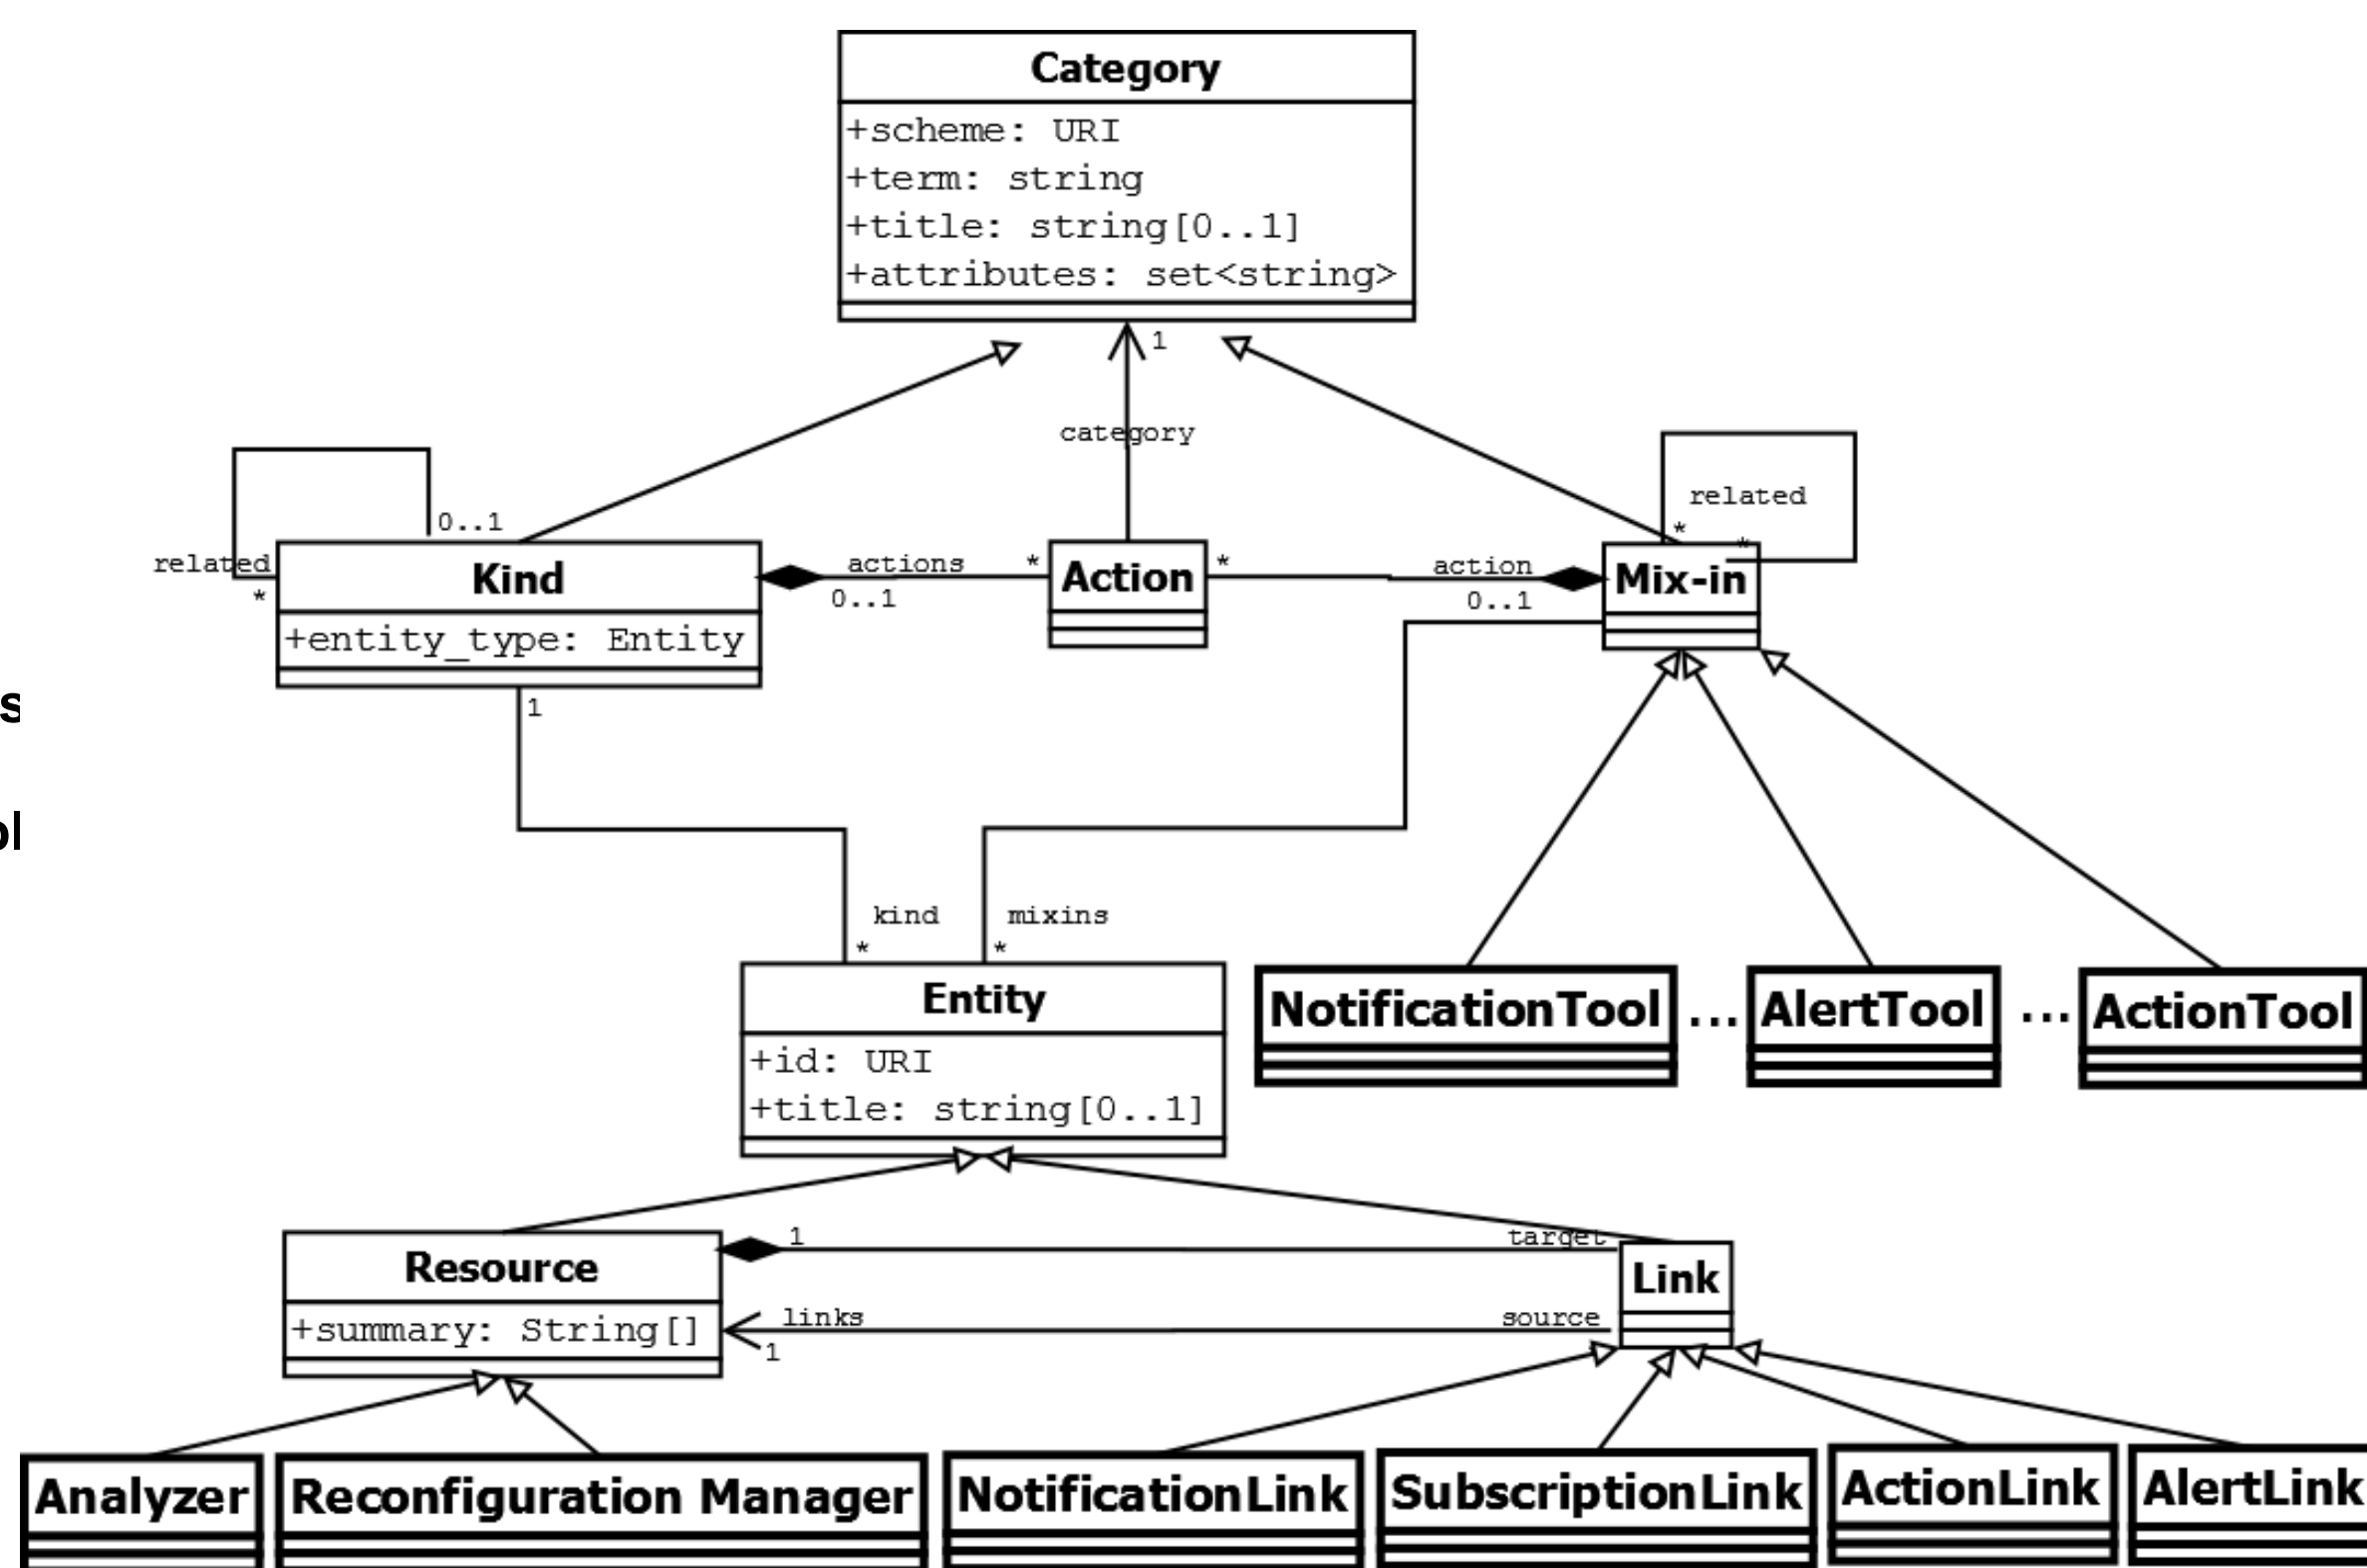 Category
+scheme: URI
+term: string
+title: string[0..1]
+attributes: set<string>
1
category
related
*
0..1
related
*
*
Kind
+entity_type: Entity
actions
0..1
*
Action
*
action
0..1
Mix-in
1
s
ol
kind
*
mixins
*
Entity
+id: URI
+title: string[0..1]
NotificationTool
...
AlertTool
...
ActionTool
1
target
Resource
+summary: String[]
links
1
source
Link
Analyzer
Reconfiguration Manager
NotificationLink
SubscriptionLink
ActionLink
AlertLink